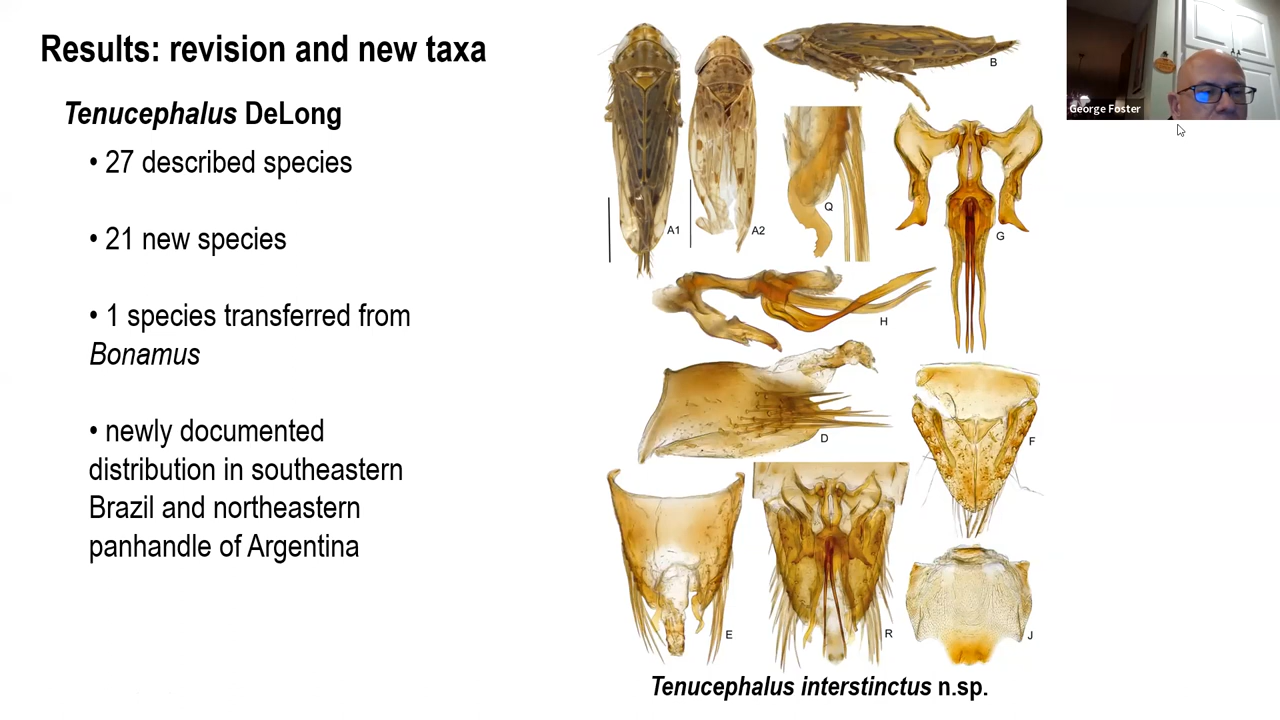 Results: revision and new taxa
Tenucephalus DeLong
• 27 described species
• 21 new species
• 1 species transferred from
Bonamus
• newly documented
distribution in southeastern
Brazil and northeastern
panhandle of Argentina
A1
A2
B
Q
G
H
D
F
E
R
J
Tenucephalus interstinctus n.sp.
George Foster